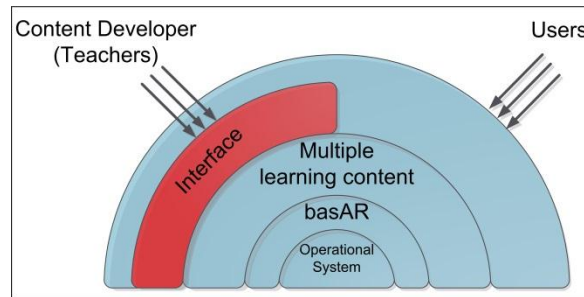 Content Developer
(Teachers)
Users
Interface
Multiple
learning content
basAR
Operational
System